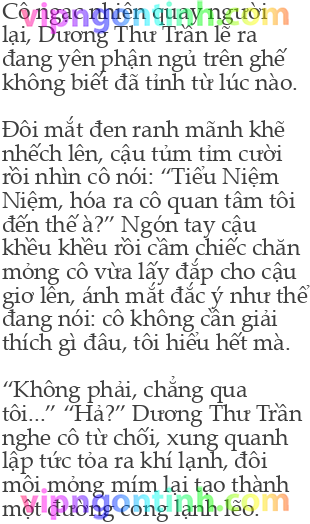 Cô ngạc nhiên quay người
lại, Dương Thư Trần lẽ ra
đang yên phận ngủ trên ghế
không biết đã tỉnh từ lúc nào.
Đôi mắt đen ranh mãnh khẽ
nhếch lên, cậu tủm tỉm cười
rồi nhìn cô nói: “Tiểu Niệm
Niệm, hóa ra cô quan tâm tôi
đến thế à?” Ngón tay cậu
khều khều rồi cầm chiếc chăn
mỏng cô vừa lấy đắp cho cậu
giơ lên, ánh mắt đắc ý như thể
đang nói: cô không cần giải
thích gì đâu, tôi hiểu hết mà.
“Không phải, chẳng qua
tôi...” “Hả?” Dương Thư Trần
nghe cô từ chối, xung quanh
lập tức tỏa ra khí lạnh, đôi
môi mỏng mím lại tạo thành
một đường cong lạnh lẽo.
vipngontinh.com
vipngontinh.com